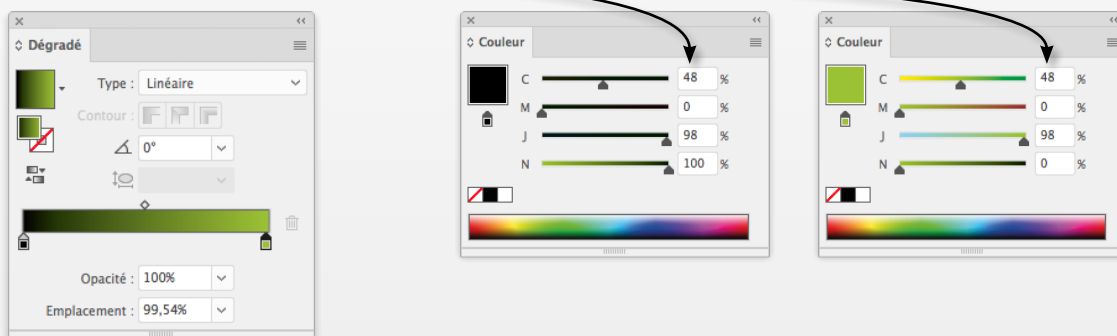 Dégradé
Type : Linéaire
Contour :
0°
Opacité : 100%
Emplacement : 99,54%
Couleur
C 48 %
M 0 %
J 98 %
N 100 %
Couleur
C 48 %
M 0 %
J 98 %
N 0 %